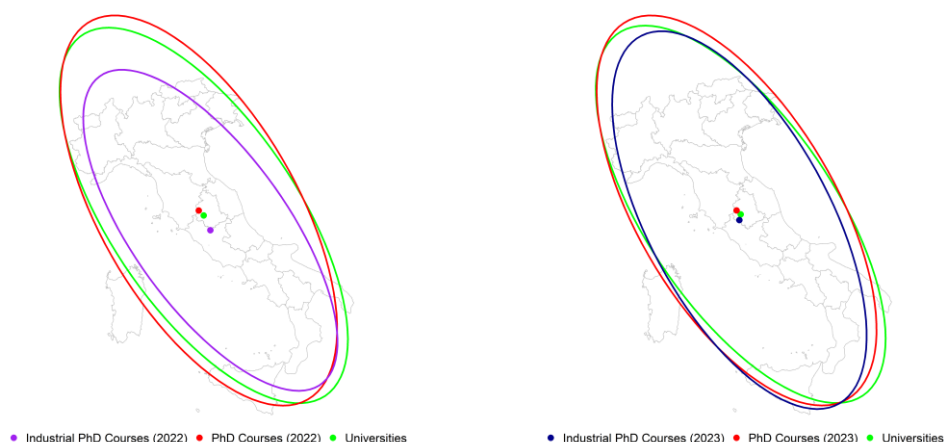 Industrial PhD Courses (2022) PhD Courses (2022) Universities
Industrial PhD Courses (2023) PhD Courses (2023) Universities